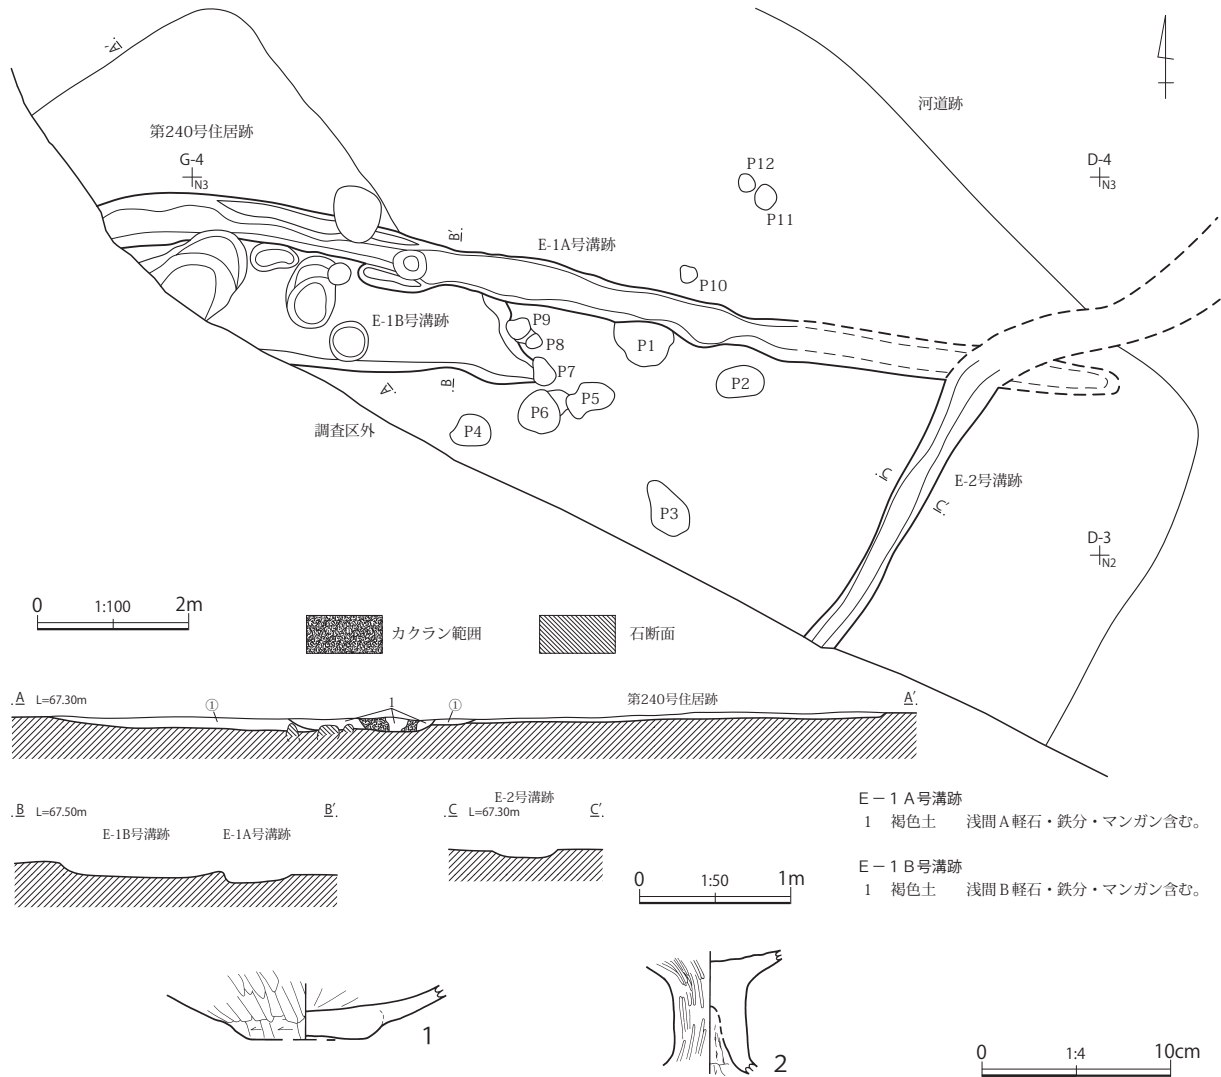 A′
第240号住居跡
G-4
N3
河道跡
D-4
N3
P12
P11
B′
E-1A号溝跡
P10
E-1B号溝跡
P9
P8
P7
P1
P2
P5
P6
P4
P3
A
B
調査区外
C
C′
E-2号溝跡
D-3
N2
0 1:100 2m
カクラン範囲
石断面
A L=67.30m ① 1 ① 第240号住居跡 A′
B L=67.50m B′
E-1B号溝跡 E-1A号溝跡
E-2号溝跡
C L=67.30m C′
0 1:50 1m
E-1A号溝跡
1 褐色土 浅間A軽石・鉄分・マンガン含む。
E-1B号溝跡
1 褐色土 浅間B軽石・鉄分・マンガン含む。
1
2
0 1:4 10cm